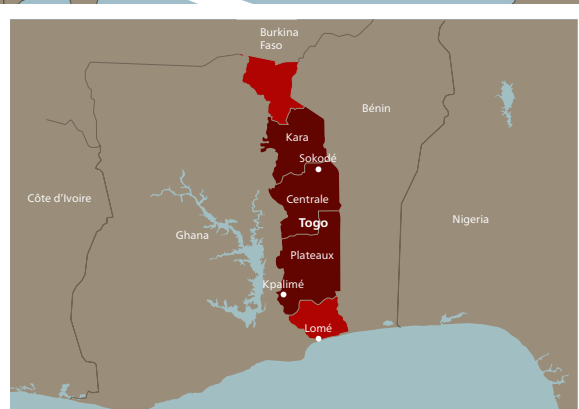 Burkina
Faso
Bénin
Kara
Sokodé
Côte d'Ivoire
Centrale
Nigeria
Togo
Ghana
Plateaux
Kpalimé
Lomé